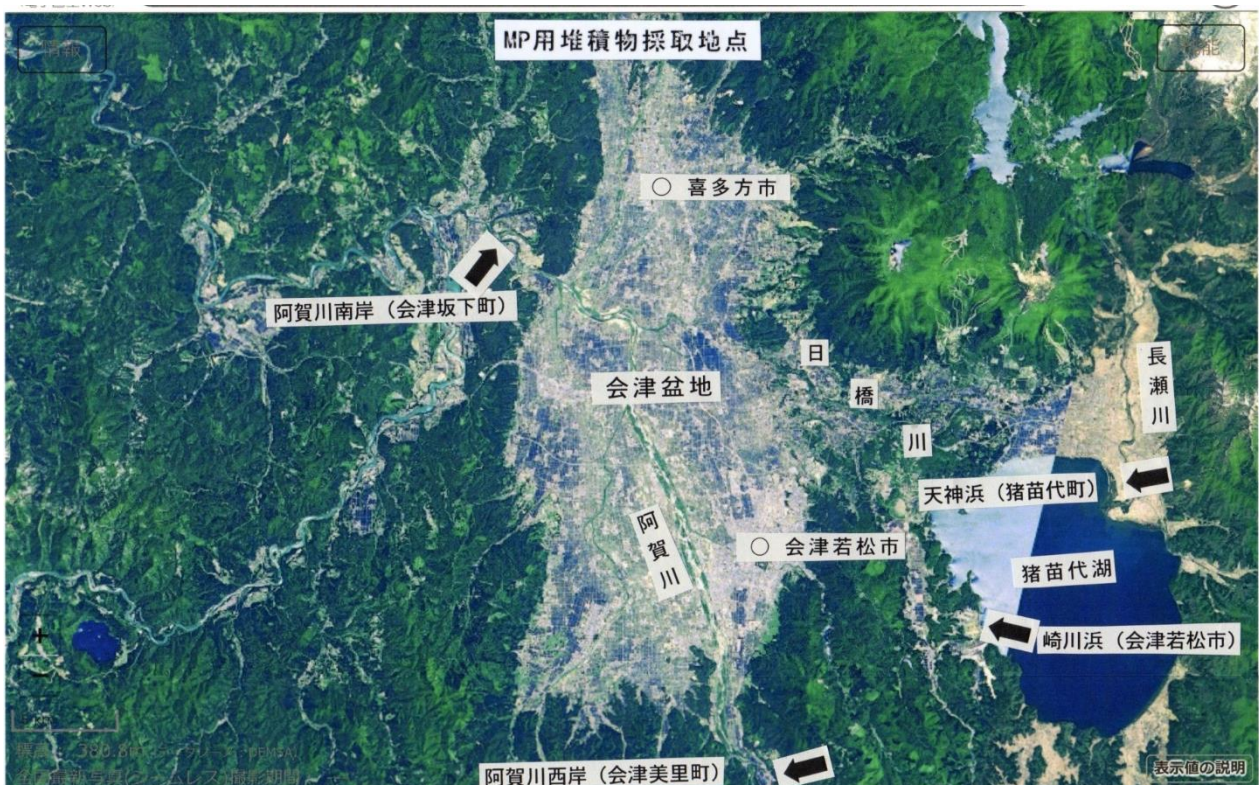 MP用堆積物採取地点
情報
○ 喜多方市
阿賀川南岸（会津坂下町）
日橋川
長瀬川
会津盆地
天神浜（猪苗代町）
阿賀川
○ 会津若松市
猪苗代湖
崎川浜（会津若松市）
阿賀川西岸（会津美里町）
表示値の説明